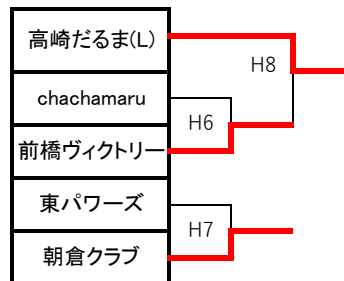 高崎だるま(L)
H8
chachamaru
H6
前橋ヴィクトリー
東パワーズ
H7
朝倉クラブ